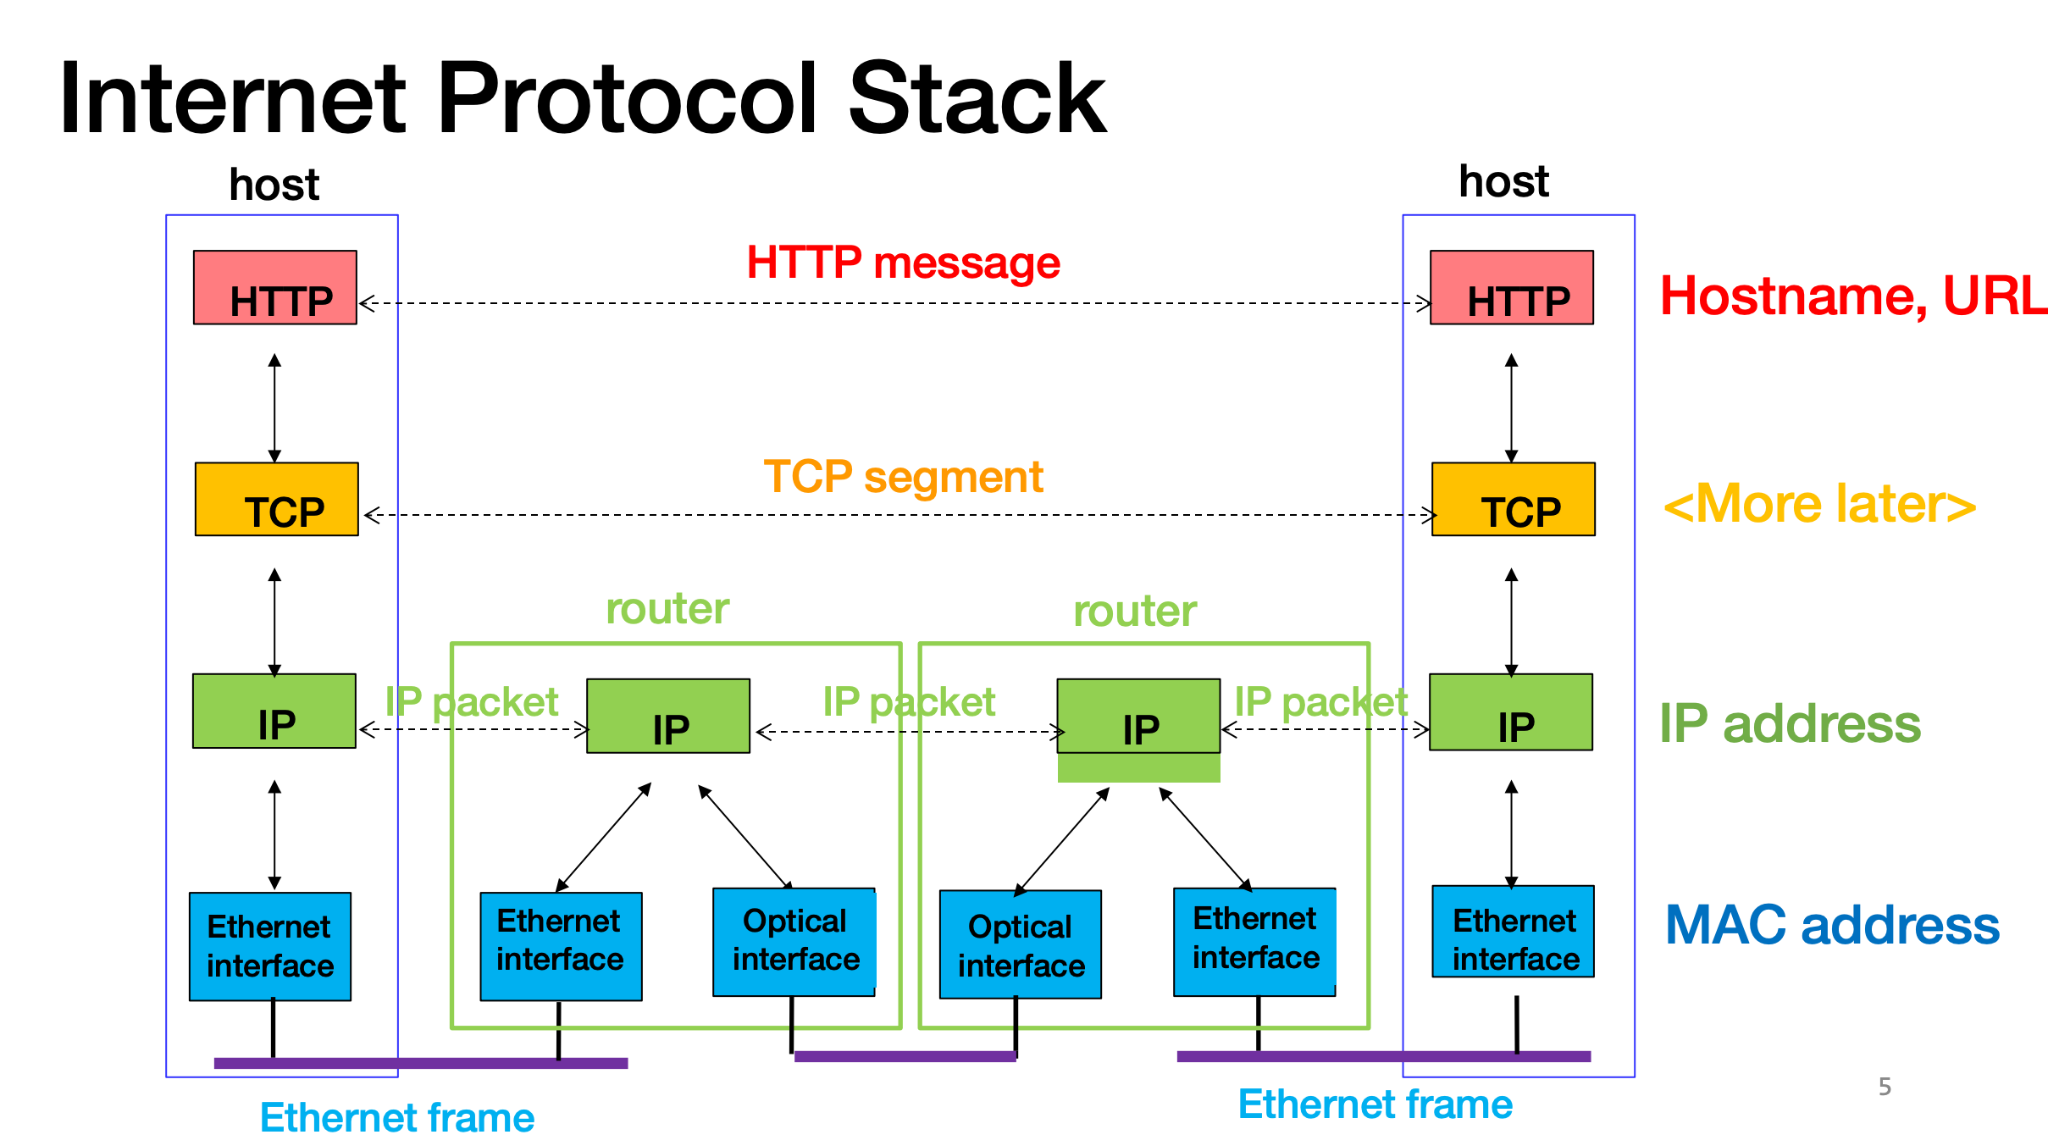 Internet Protocol Stack
host
host
HTTP
HTTP message
HTTP
Hostname, URL
TCP
TCP segment
TCP
<More later>
router
router
IP
IP packet
IP
IP packet
IP
IP packet
IP
IP address
Ethernet
interface
Ethernet
interface
Optical
interface
Optical
interface
Ethernet
interface
Ethernet
interface
MAC address
Ethernet frame
Ethernet frame
5